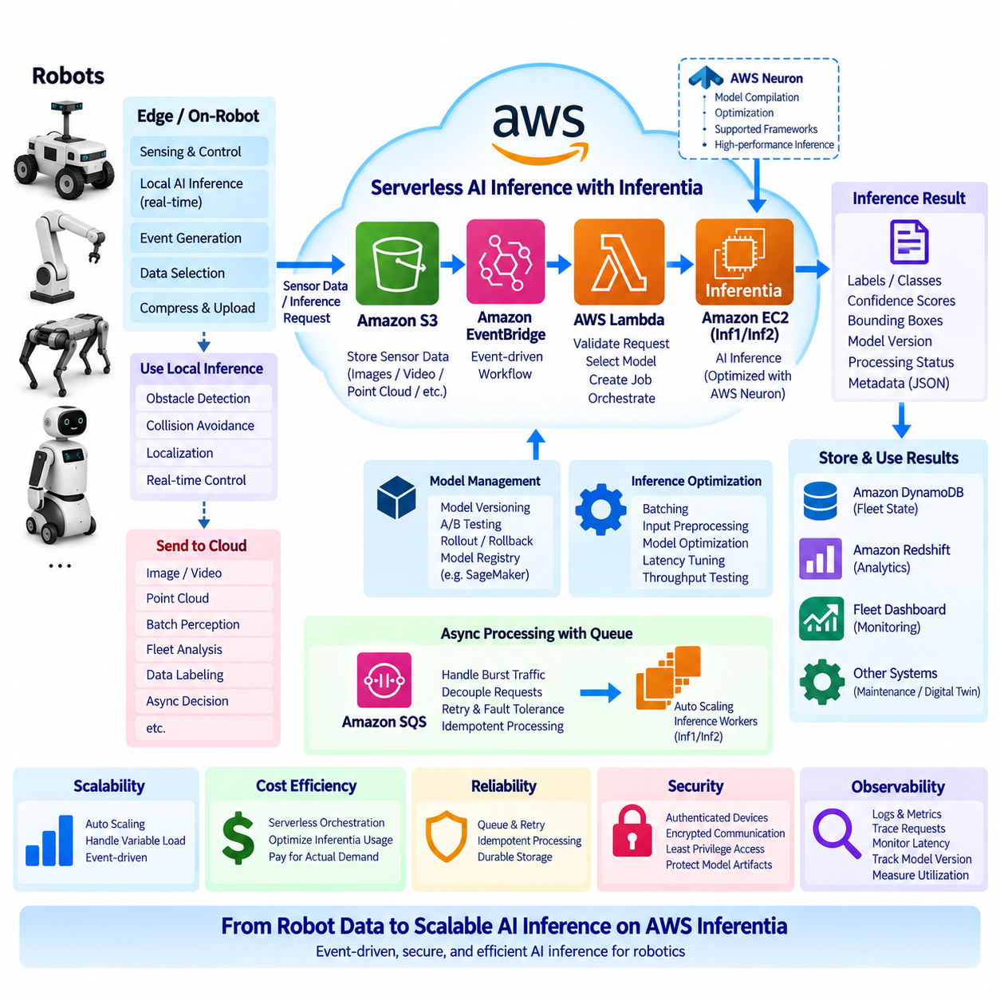 Robots
...
Edge / On-Robot
Sensing & Control
Local AI Inference
(real-time)
Event Generation
Data Selection
Compress & Upload
Use Local Inference
Obstacle Detection
Collision Avoidance
Localization
Real-time Control
Send to Cloud
Image / Video
Point Cloud
Batch Perception
Fleet Analysis
Data Labeling
Async Decision
etc.
Sensor Data
/ Inference
Request
aws
Serverless AI Inference with Inferentia
Amazon S3
Store Sensor Data
(Images / Video /
Point Cloud / etc.)
Amazon
EventBridge
Event-driven
Workflow
AWS Lambda
Validate Request
Select Model
Create Job
Orchestrate
Inferentia
Amazon EC2
(Inf1/Inf2)
AI Inference
(Optimized with
AWS Neuron)
AWS Neuron
Model Compilation
Optimization
Supported Frameworks
High-performance Inference
Inference Result
Labels / Classes
Confidence Scores
Bounding Boxes
Model Version
Processing Status
Metadata (JSON)
Model Management
Model Versioning
A/B Testing
Rollout / Rollback
Model Registry
(e.g. SageMaker)
Inference Optimization
Batching
Input Preprocessing
Model Optimization
Latency Tuning
Throughput Testing
Store & Use Results
Amazon DynamoDB
(Fleet State)
Amazon Redshift
(Analytics)
Fleet Dashboard
(Monitoring)
Other Systems
(Maintenance / Digital Twin)
Async Processing with Queue
Amazon SQS
Handle Burst Traffic
Decouple Requests
Retry & Fault Tolerance
Idempotent Processing
Auto Scaling
Inference Workers
(Inf1/Inf2)
Scalability
Auto Scaling
Handle Variable Load
Event-driven
Cost Efficiency
$
Serverless Orchestration
Optimize Inferentia Usage
Pay for Actual Demand
Reliability
Queue & Retry
Idempotent Processing
Durable Storage
Security
Authenticated Devices
Encrypted Communication
Least Privilege Access
Protect Model Artifacts
Observability
Logs & Metrics
Trace Requests
Monitor Latency
Track Model Version
Measure Utilization
From Robot Data to Scalable AI Inference on AWS Inferentia
Event-driven, secure, and efficient AI inference for robotics